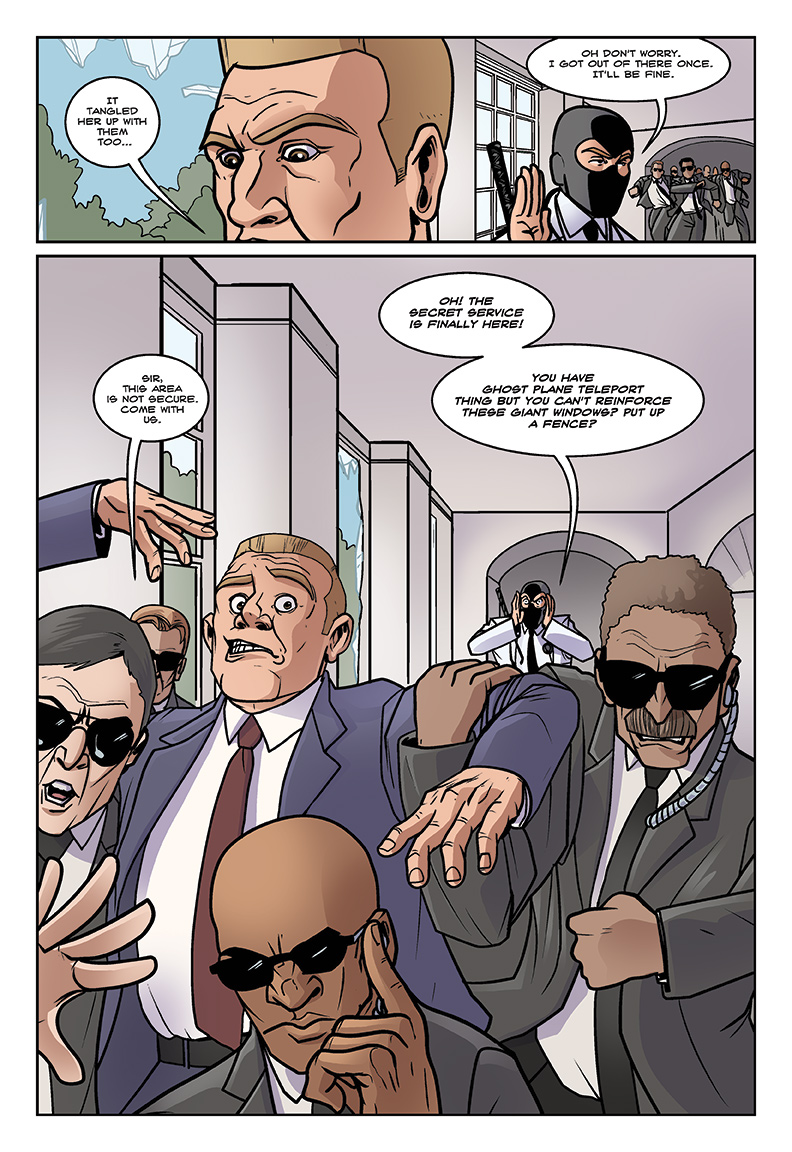 IT
TANGLED
HER UP WITH
THEM
TOO...
OH DON'T WORRY.
I GOT OUT OF THERE ONCE.
IT'LL BE FINE.
OH! THE
SECRET SERVICE
IS FINALLY HERE!
YOU HAVE
GHOST PLANE TELEPORT
THING BUT YOU CAN'T REINFORCE
THESE GIANT WINDOWS? PUT UP
A FENCE?
SIR,
THIS AREA
IS NOT SECURE.
COME WITH
US.